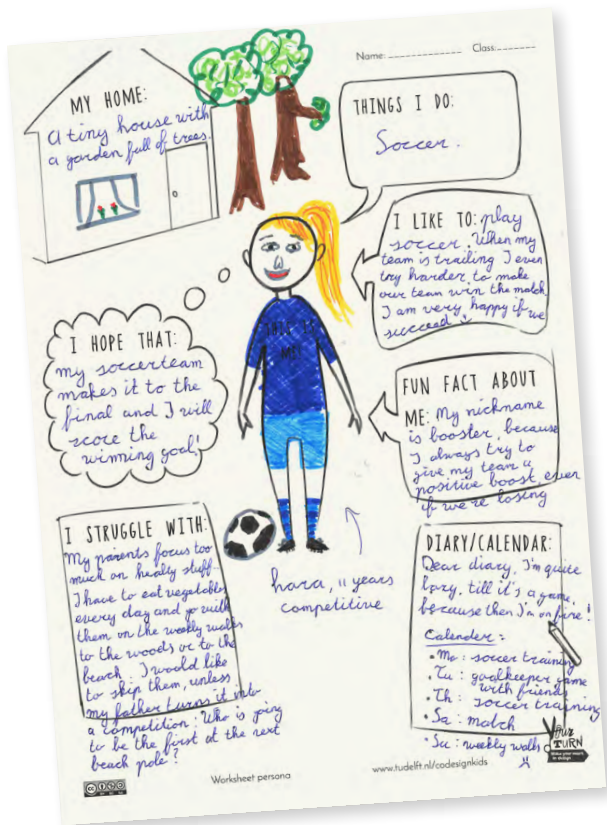 Name: Class:
MY HOME:
a tiny house with
a garden full of trees.
THINGS I DO:
Soccer.
I LIKE TO: play
soccer. When my
team is trailing I even
try harder to make
our team win the match.
I am very happy if we
succeed
I HOPE THAT:
my soccerteam
makes it to the
final and I will
score the
winning goal!
THIS IS
ME!
FUN FACT ABOUT
ME: My nickname
is booster, because
I always try to
give my team a
positive boost even
if we're losing
I STRUGGLE WITH:
My parents focus too
much on healty stuff.
I have to eat vegetables
every day and go with
them on the weekly walks
to the woods or to the
beach. I would like
to skip them, unless
my father turns it into
a competition: Who is going
to be the first at the next
beach pole?
hara, 11 years
competitive
DIARY/CALENDAR:
Dear diary, I'm quite
lazy, till it's a game,
because then I'm on fire!
Calender:
• Mo: soccer training
• Tu: goalkeeper game
with friends
• Th: soccer training
• Sa: match
• Su: weekly walks
Your
TURN
Worksheet persona
www.tudelft.nl/codesignkids